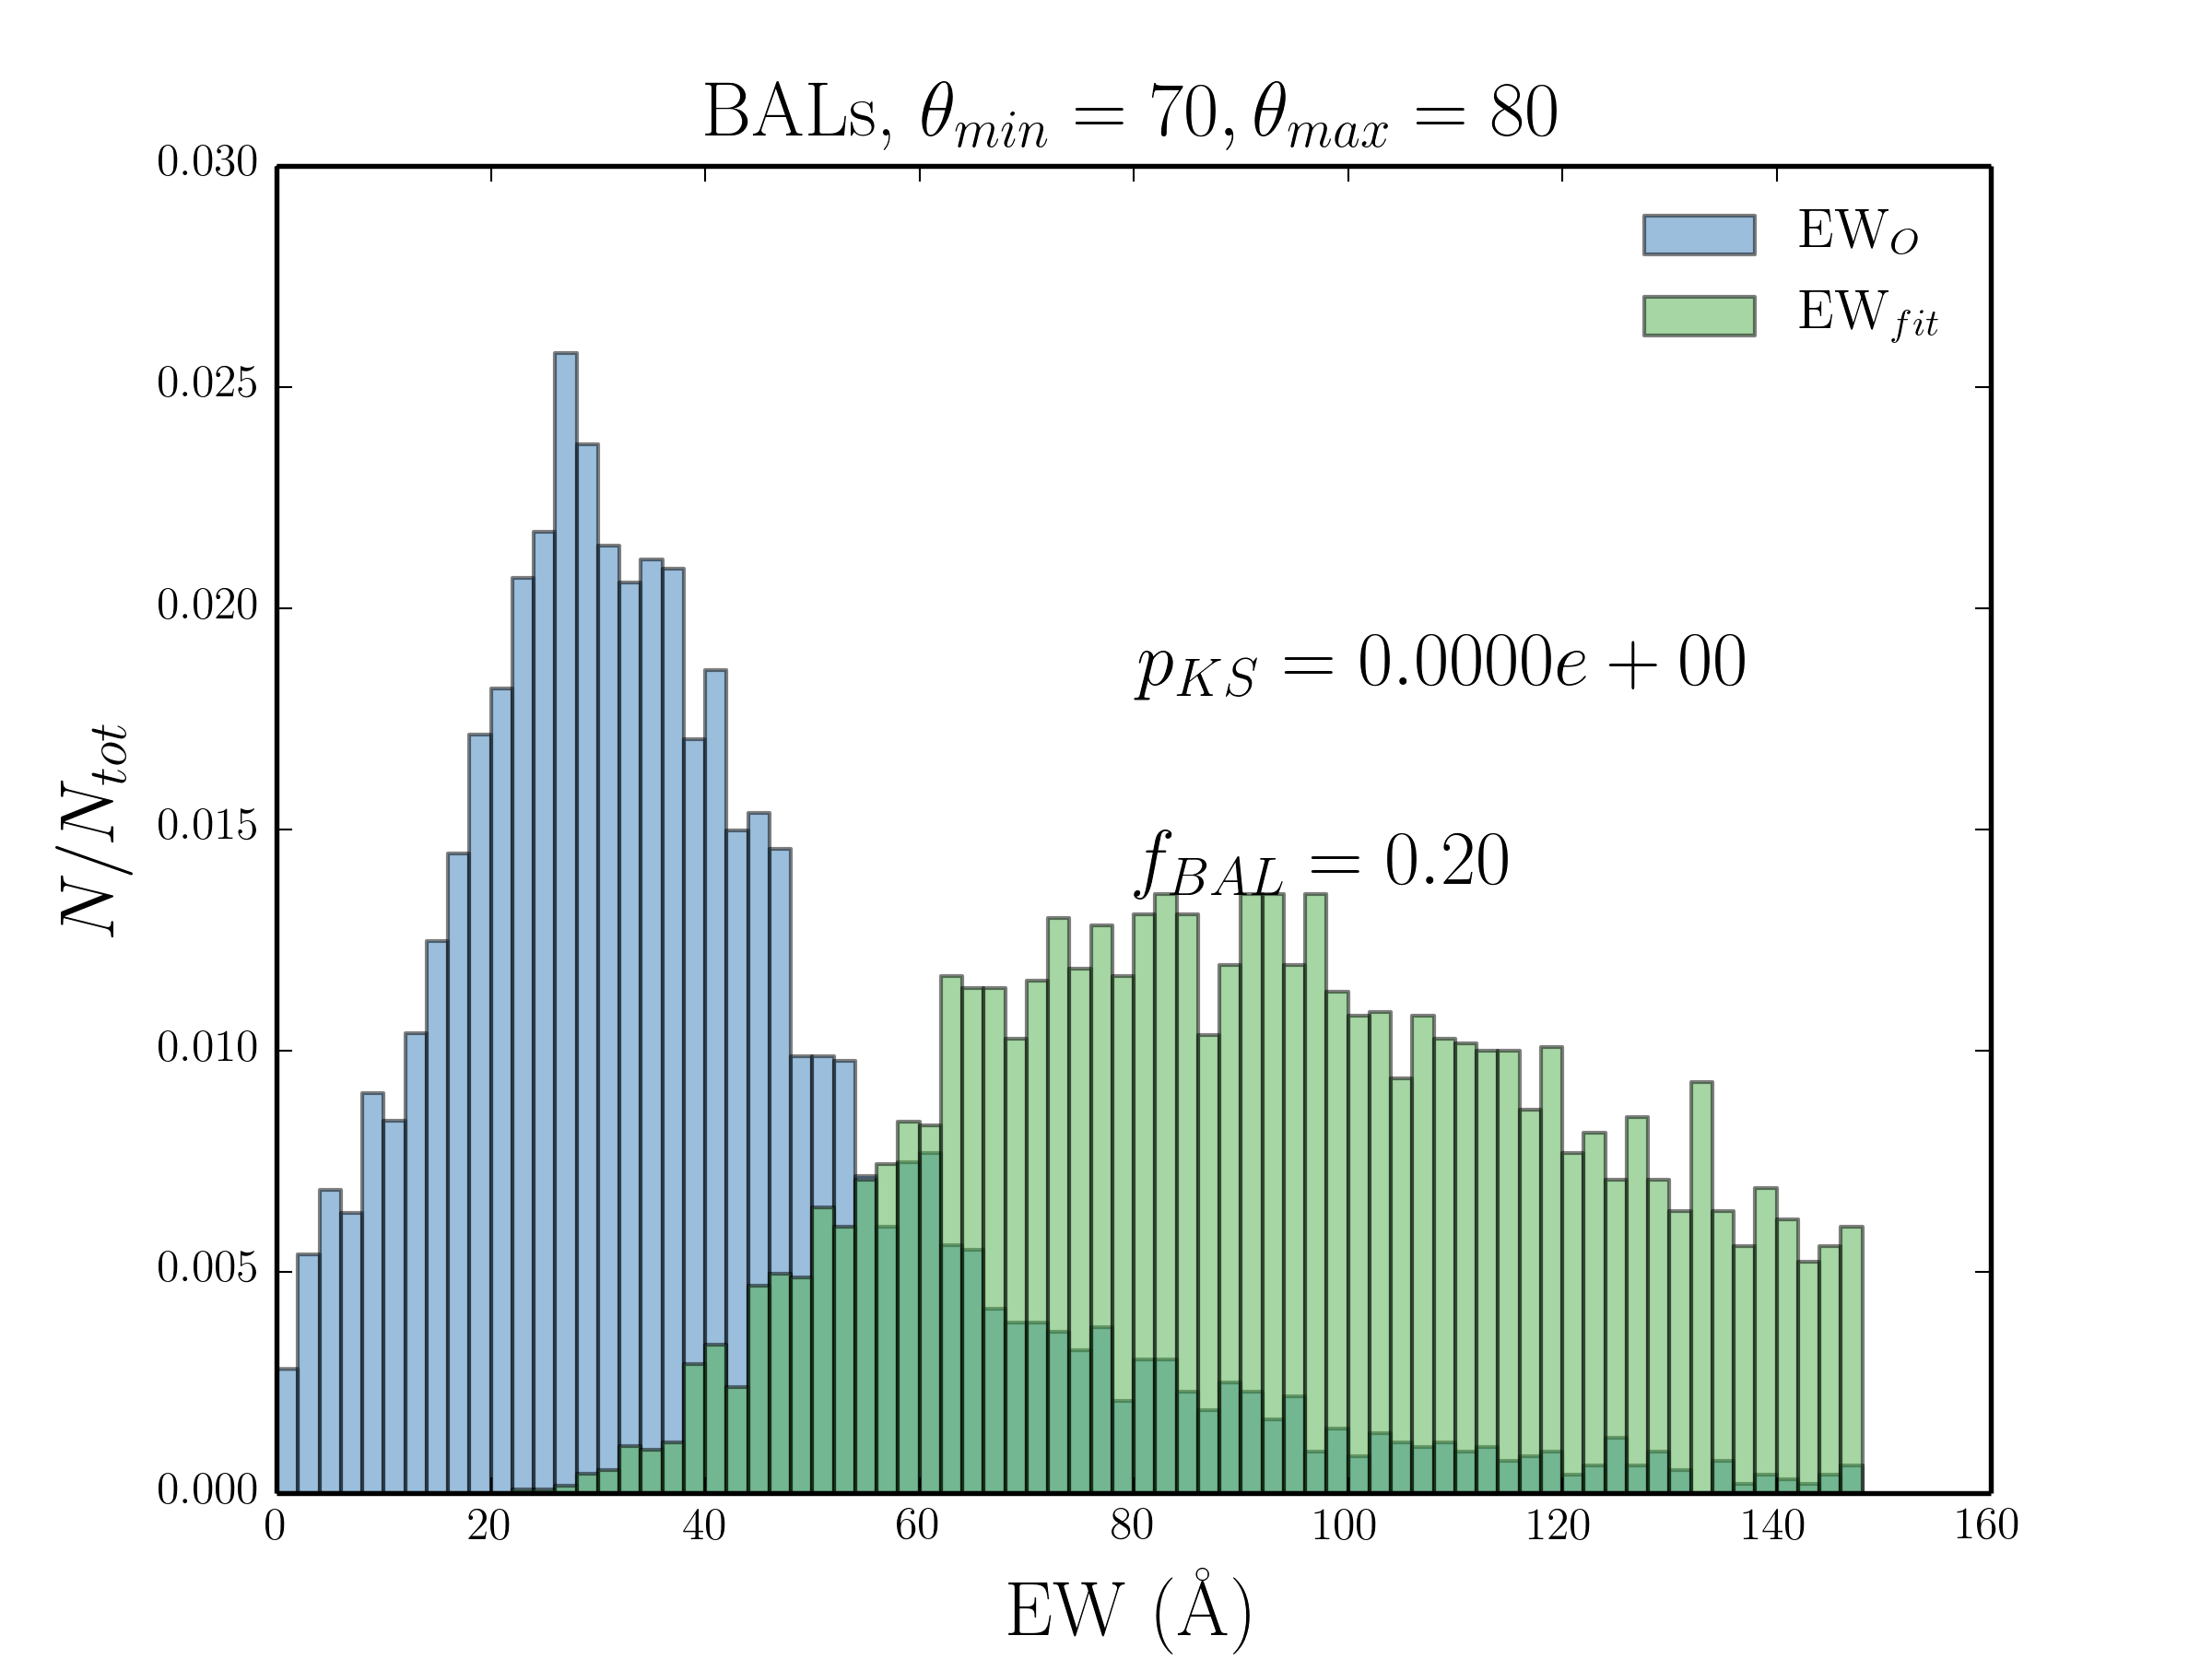 BALs, θ_min = 70, θ_max = 80
0.030
0.025
0.020
0.015
0.010
0.005
0.000
N/N_tot
EW_O
EW_fit
p_KS = 0.0000e + 00
f_BAL = 0.20
0 20 40 60 80 100 120 140 160
EW (Å)